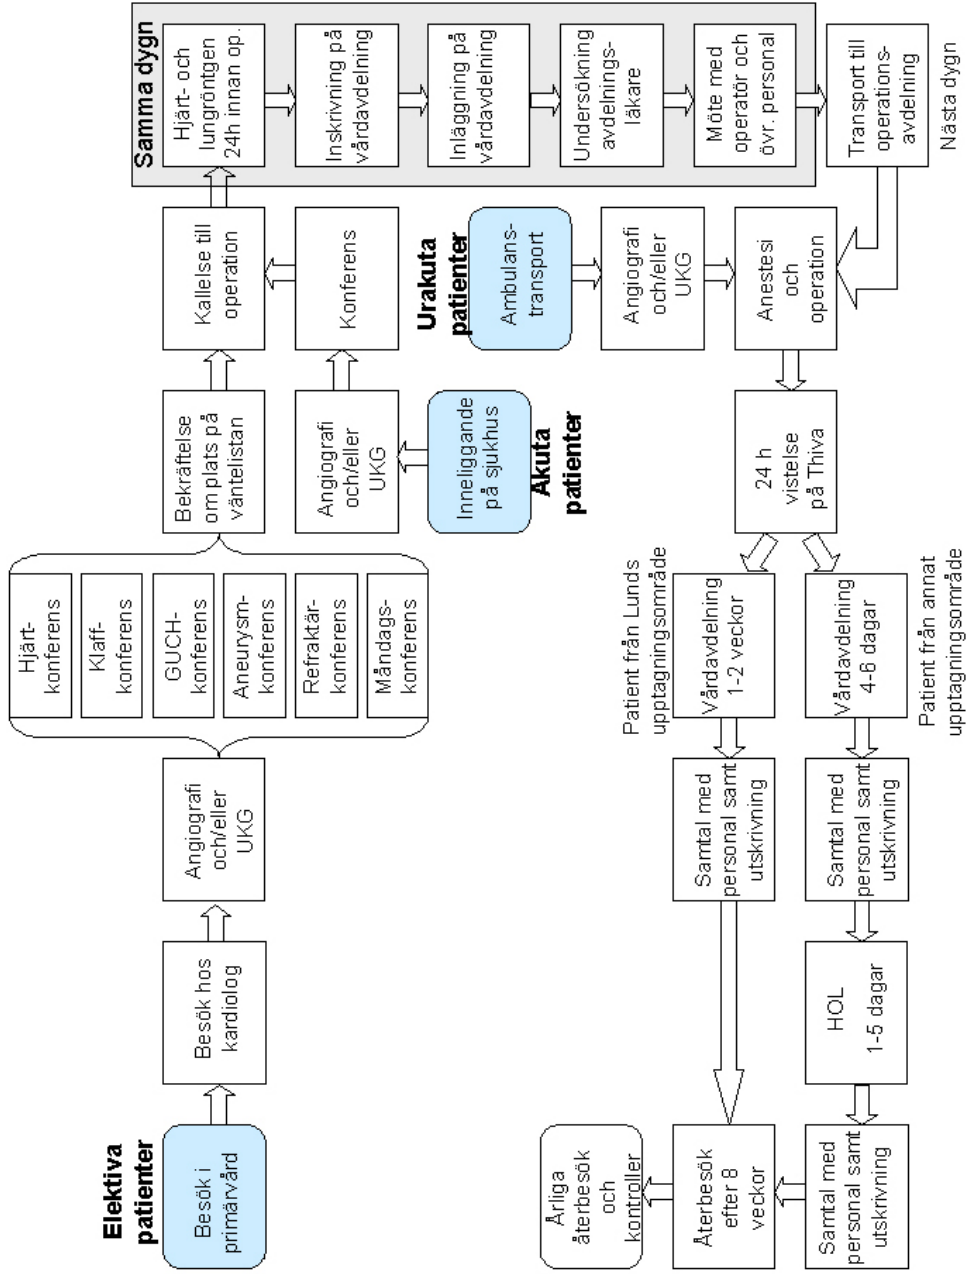 Elektiva
patienter
Besök i
primärvård
Besök hos
kardiolog
Angiografi
och/eller
UKG
Hjärt-
konferens
Klaff-
konferens
GUCH-
konferens
Aneurysm-
konferens
Refraktär-
konferens
Måndags-
konferens
Bekräftelse
om plats på
väntelistan
Kallelse till
operation
Angiografi
och/eller
UKG
Konferens
Inneliggande
på sjukhus
Akuta
patienter
Samma dygn
Hjärt- och
lungröntgen
24h innan op.
Inskrivning på
vårdavdelning
Inläggning på
vårdavdelning
Undersökning
avdelnings-
läkare
Möte med
operatör och
övr. personal
Transport till
operations-
avdelning
Nästa dygn
Urakuta
patienter
Ambulans-
transport
Angiografi
och/eller
UKG
Anestesi
och
operation
24 h
vistelse
på Thiva
Patient från Lunds
upptagningsområde
Vårdavdelning
1-2 veckor
Samtal med
personal samt
utskrivning
Vårdavdelning
4-6 dagar
Patient från annat
upptagningsområde
Samtal med
personal samt
utskrivning
HOL
1-5 dagar
Samtal med
personal samt
utskrivning
Återbesök
efter 8
veckor
Årliga
återbesök
och
kontroller